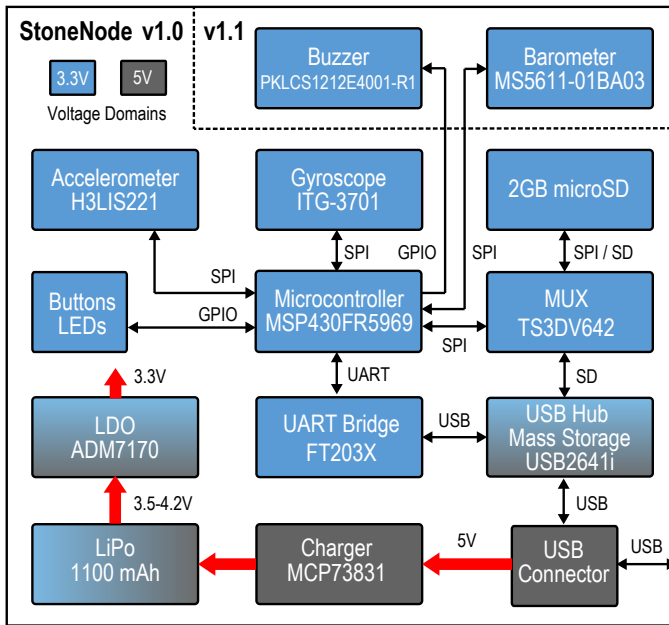 StoneNode v1.0
v1.1
3.3V
5V
Voltage Domains
Buzzer
PKLCS1212E4001-R1
Barometer
MS5611-01BA03
Accelerometer
H3LIS221
Gyroscope
ITG-3701
2GB microSD
SPI
SPI
GPIO
SPI
SPI / SD
Buttons
LEDs
GPIO
Microcontroller
MSP430FR5969
SPI
MUX
TS3DV642
3.3V
UART
SD
LDO
ADM7170
UART Bridge
FT203X
USB
USB Hub
Mass Storage
USB2641i
3.5-4.2V
USB
LiPo
1100 mAh
Charger
MCP73831
5V
USB
Connector
USB